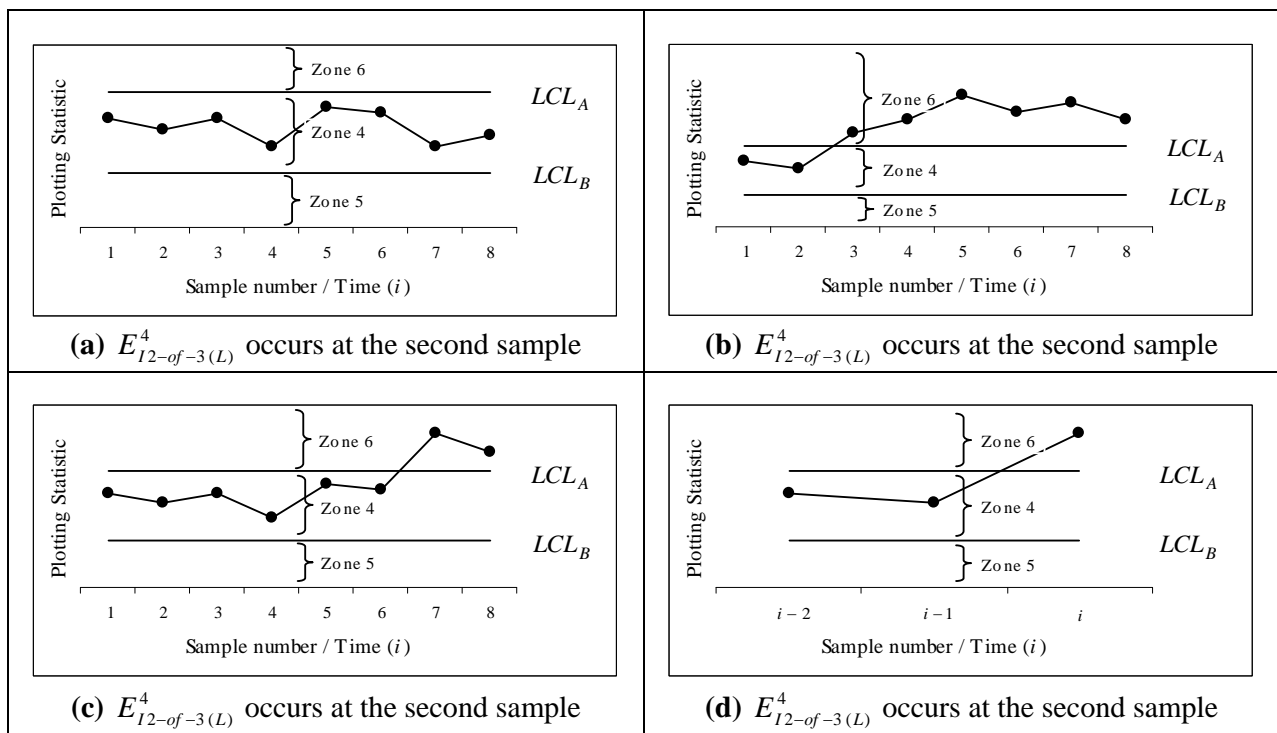 Plotting Statistic
Zone 6
Zone 4
Zone 5
LCL_A
LCL_B
1 2 3 4 5 6 7 8
Sample number / Time (i)
(a) E^4_{I2-of-3(L)} occurs at the second sample
Plotting Statistic
Zone 6
Zone 4
Zone 5
LCL_A
LCL_B
1 2 3 4 5 6 7 8
Sample number / Time (i)
(b) E^4_{I2-of-3(L)} occurs at the second sample
Plotting Statistic
Zone 6
Zone 4
Zone 5
LCL_A
LCL_B
1 2 3 4 5 6 7 8
Sample number / Time (i)
(c) E^4_{I2-of-3(L)} occurs at the second sample
Plotting Statistic
Zone 6
Zone 4
Zone 5
LCL_A
LCL_B
i-2 i-1 i
Sample number / Time (i)
(d) E^4_{I2-of-3(L)} occurs at the second sample